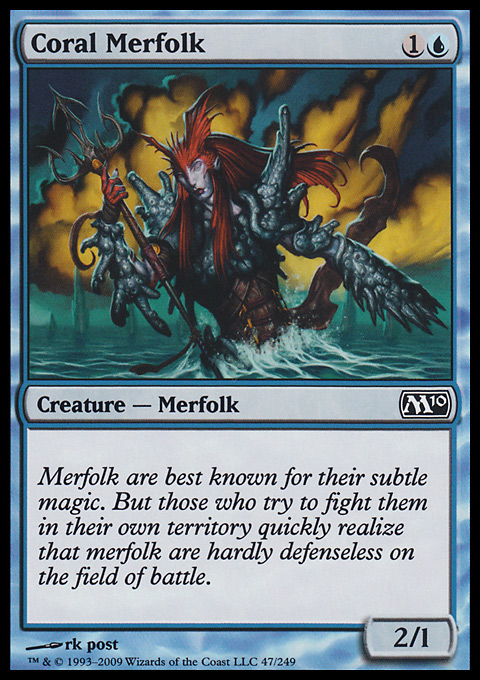 Coral Merfolk 1
Creature — Merfolk M10
Merfolk are best known for their subtle
magic. But those who try to fight them
in their own territory quickly realize
that merfolk are hardly defenseless on
the field of battle.
rk post
2/1
™ & © 1993–2009 Wizards of the Coast LLC 47/249